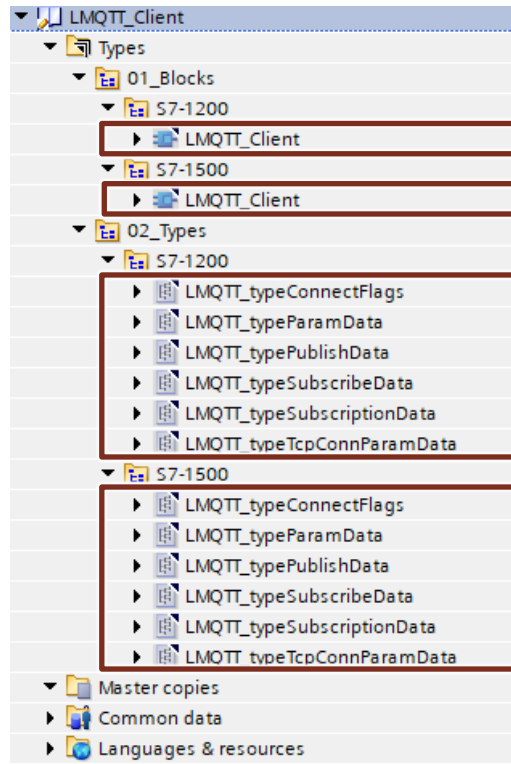 LMQTT_Client
Types
01_Blocks
S7-1200
LMQTT_Client
S7-1500
LMQTT_Client
02_Types
S7-1200
LMQTT_typeConnectFlags
LMQTT_typeParamData
LMQTT_typePublishData
LMQTT_typeSubscribeData
LMQTT_typeSubscriptionData
LMQTT_typeTcpConnParamData
S7-1500
LMQTT_typeConnectFlags
LMQTT_typeParamData
LMQTT_typePublishData
LMQTT_typeSubscribeData
LMQTT_typeSubscriptionData
LMQTT_typeTcpConnParamData
Master copies
Common data
Languages & resources